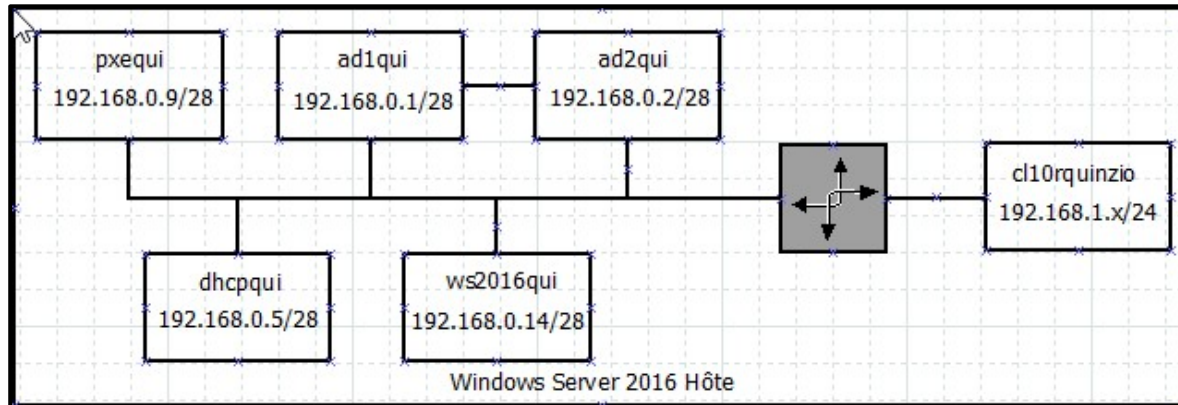 pxequi
192.168.0.9/28
ad1qui
192.168.0.1/28
ad2qui
192.168.0.2/28
cl10rquinzio
192.168.1.x/24
dhcpqui
192.168.0.5/28
ws2016qui
192.168.0.14/28
Windows Server 2016 Hôte